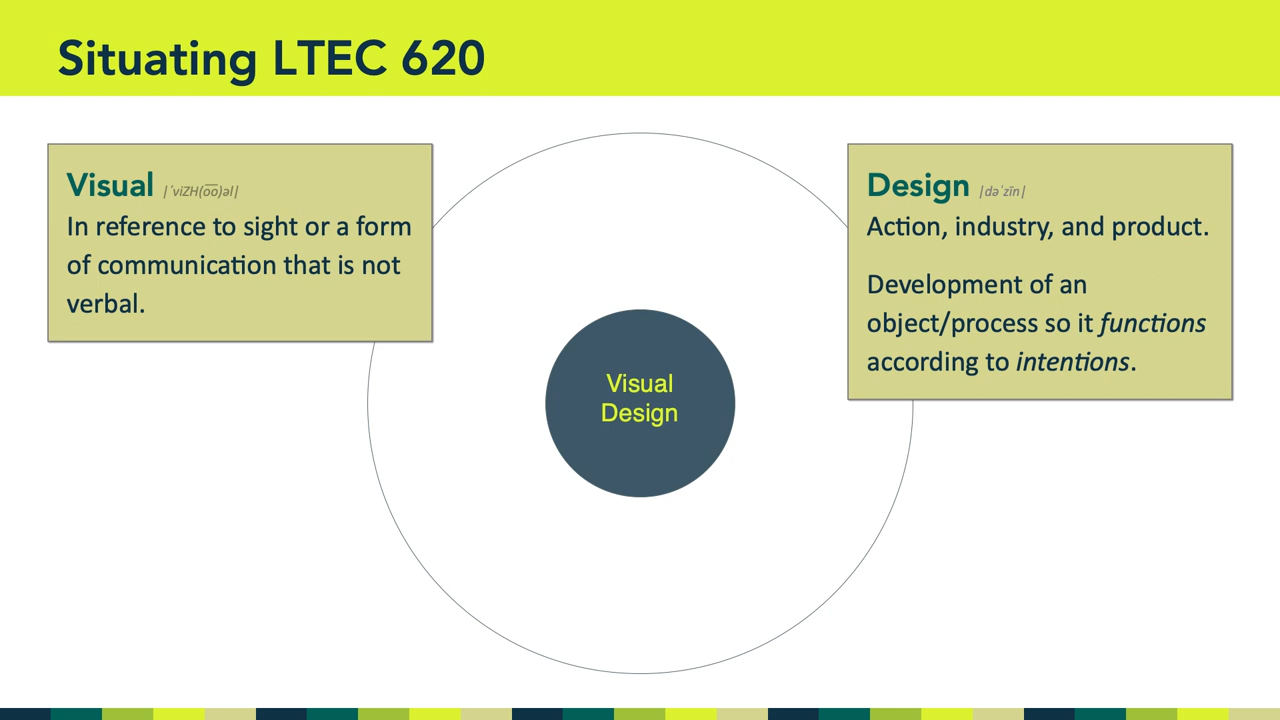 Situating LTEC 620
Visual |ˈviZH(o͞o)əl|
In reference to sight or a form
of communication that is not
verbal.
Design |dəˈzīn|
Action, industry, and product.
Development of an
object/process so it functions
according to intentions.
Visual
Design